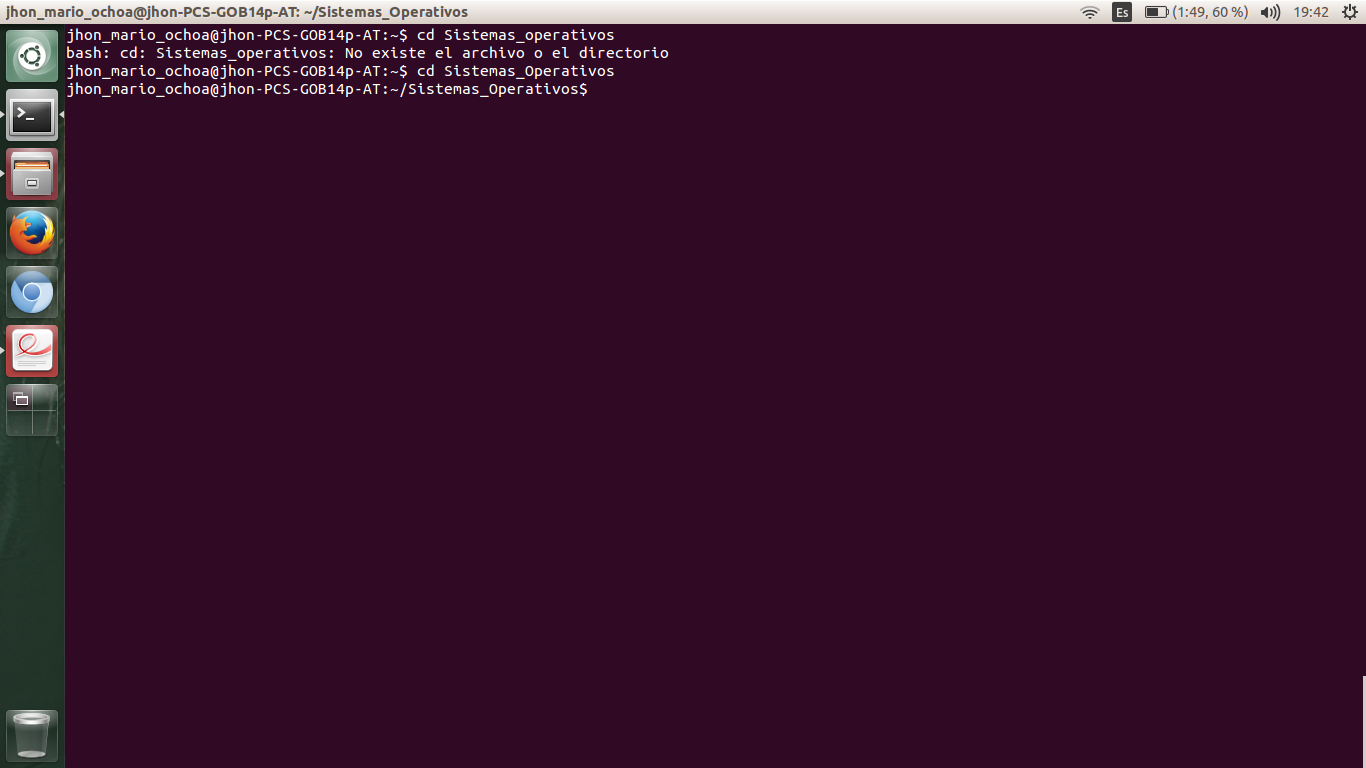 jhon_mario_ochoa@jhon-PCS-GOB14p-AT: ~/Sistemas_Operativos Es (1:49, 60 %) 19:42
jhon_mario_ochoa@jhon-PCS-GOB14p-AT:~$ cd Sistemas_operativos
bash: cd: Sistemas_operativos: No existe el archivo o el directorio
jhon_mario_ochoa@jhon-PCS-GOB14p-AT:~$ cd Sistemas_Operativos
jhon_mario_ochoa@jhon-PCS-GOB14p-AT:~/Sistemas_Operativos$